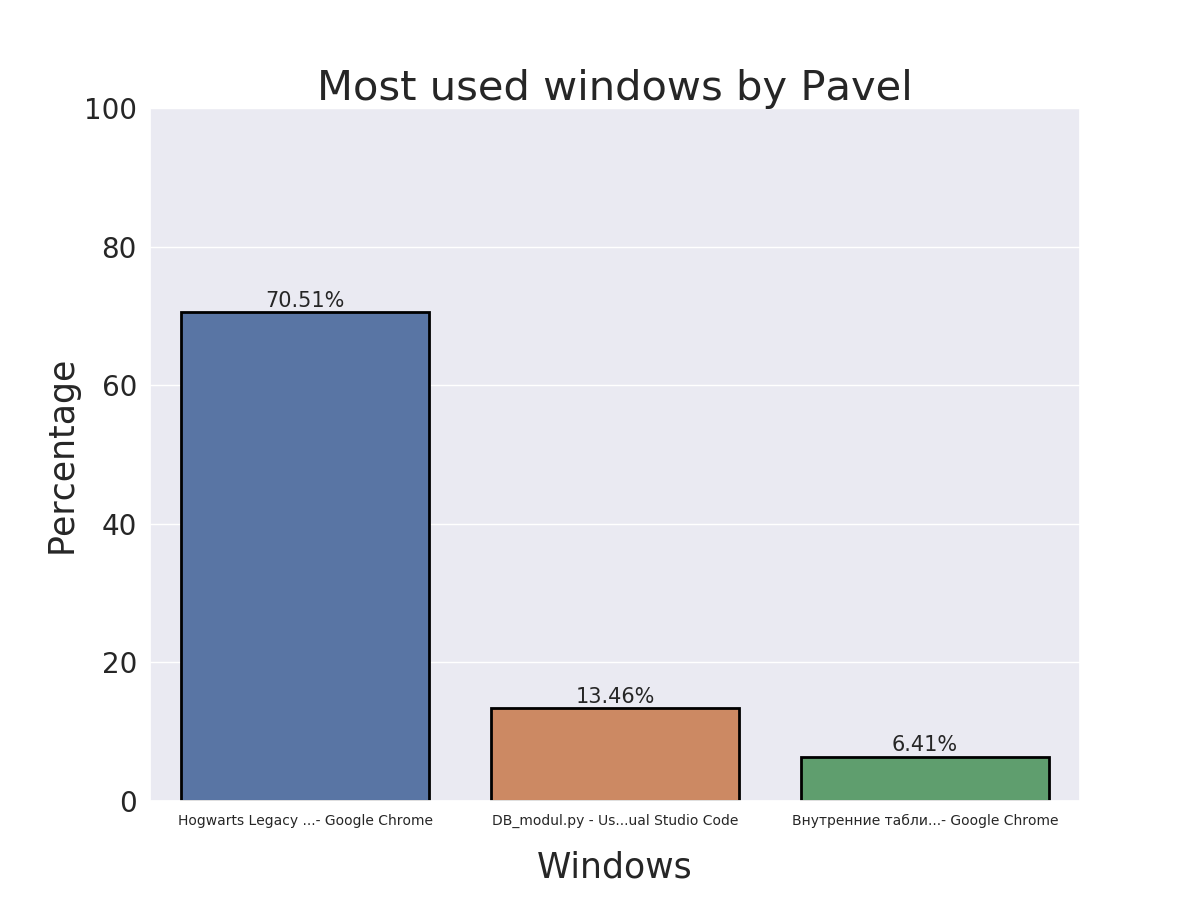 Most used windows by Pavel
100
80
60
40
20
0
Percentage
70.51%
13.46%
6.41%
Hogwarts Legacy ...- Google Chrome
DB_modul.py - Us...ual Studio Code
Внутренние табли...- Google Chrome
Windows